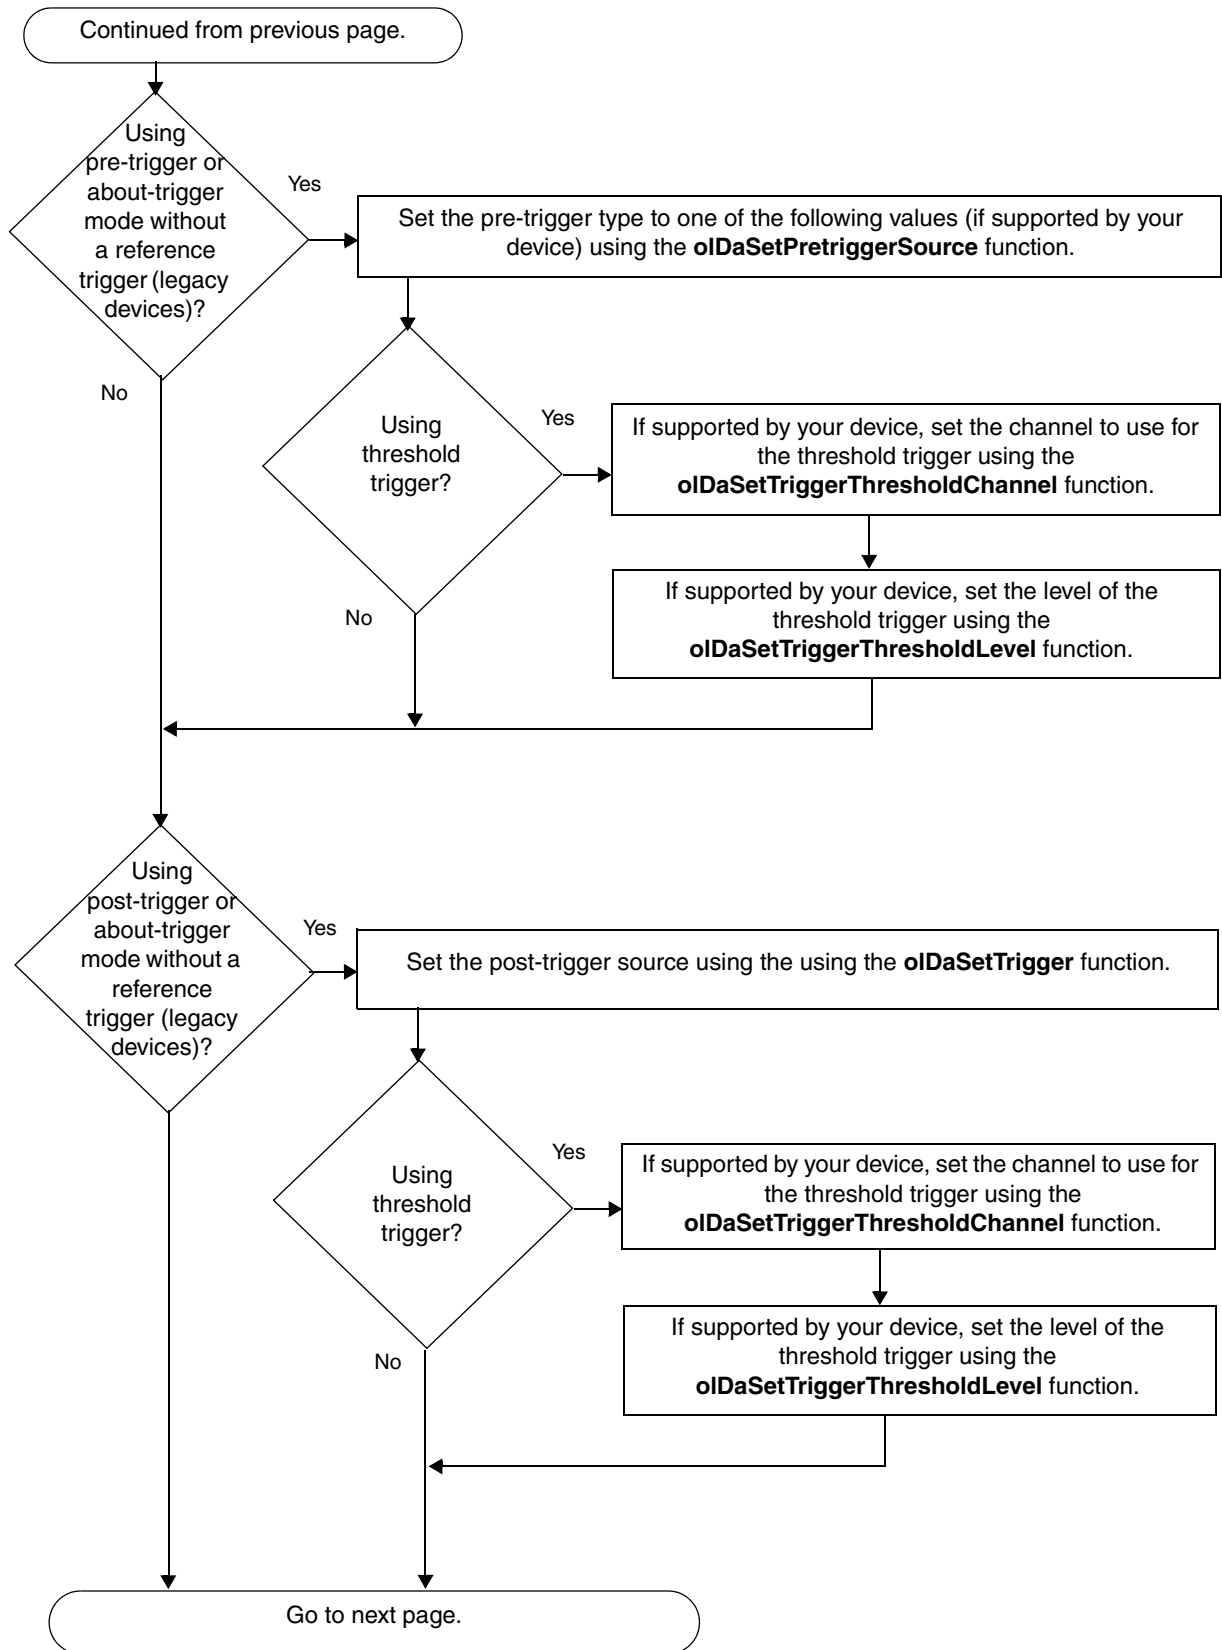 Continued from previous page.
Using
pre-trigger or
about-trigger
mode without
a reference
trigger (legacy
devices)?
Yes
Set the pre-trigger type to one of the following values (if supported by your
device) using the olDaSetPretriggerSource function.
No
Using
threshold
trigger?
Yes
If supported by your device, set the channel to use for
the threshold trigger using the
olDaSetTriggerThresholdChannel function.
If supported by your device, set the level of the
threshold trigger using the
olDaSetTriggerThresholdLevel function.
No
Using
post-trigger or
about-trigger
mode without a
reference
trigger (legacy
devices)?
Yes
Set the post-trigger source using the using the olDaSetTrigger function.
Using
threshold
trigger?
Yes
If supported by your device, set the channel to use for
the threshold trigger using the
olDaSetTriggerThresholdChannel function.
If supported by your device, set the level of the
threshold trigger using the
olDaSetTriggerThresholdLevel function.
No
Go to next page.